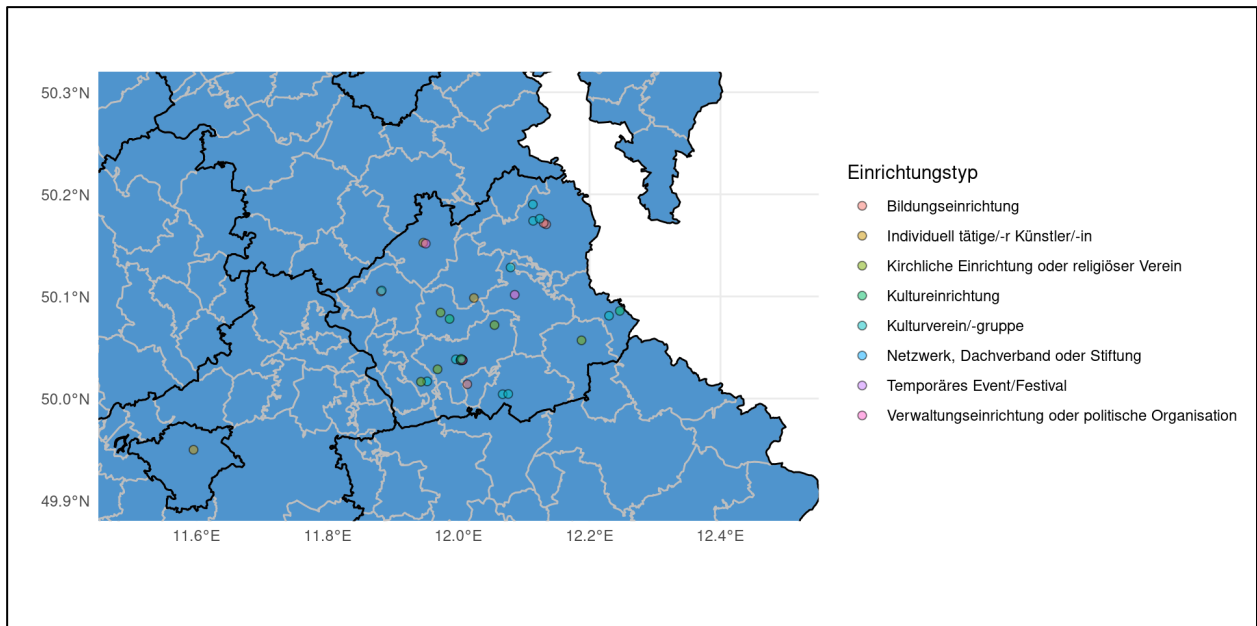 50.3°N
50.2°N
50.1°N
50.0°N
49.9°N
11.6°E
11.8°E
12.0°E
12.2°E
12.4°E
Einrichtungstyp
Bildungseinrichtung
Individuell tätige/-r Künstler/-in
Kirchliche Einrichtung oder religiöser Verein
Kultureinrichtung
Kulturverein/-gruppe
Netzwerk, Dachverband oder Stiftung
Temporäres Event/Festival
Verwaltungseinrichtung oder politische Organisation